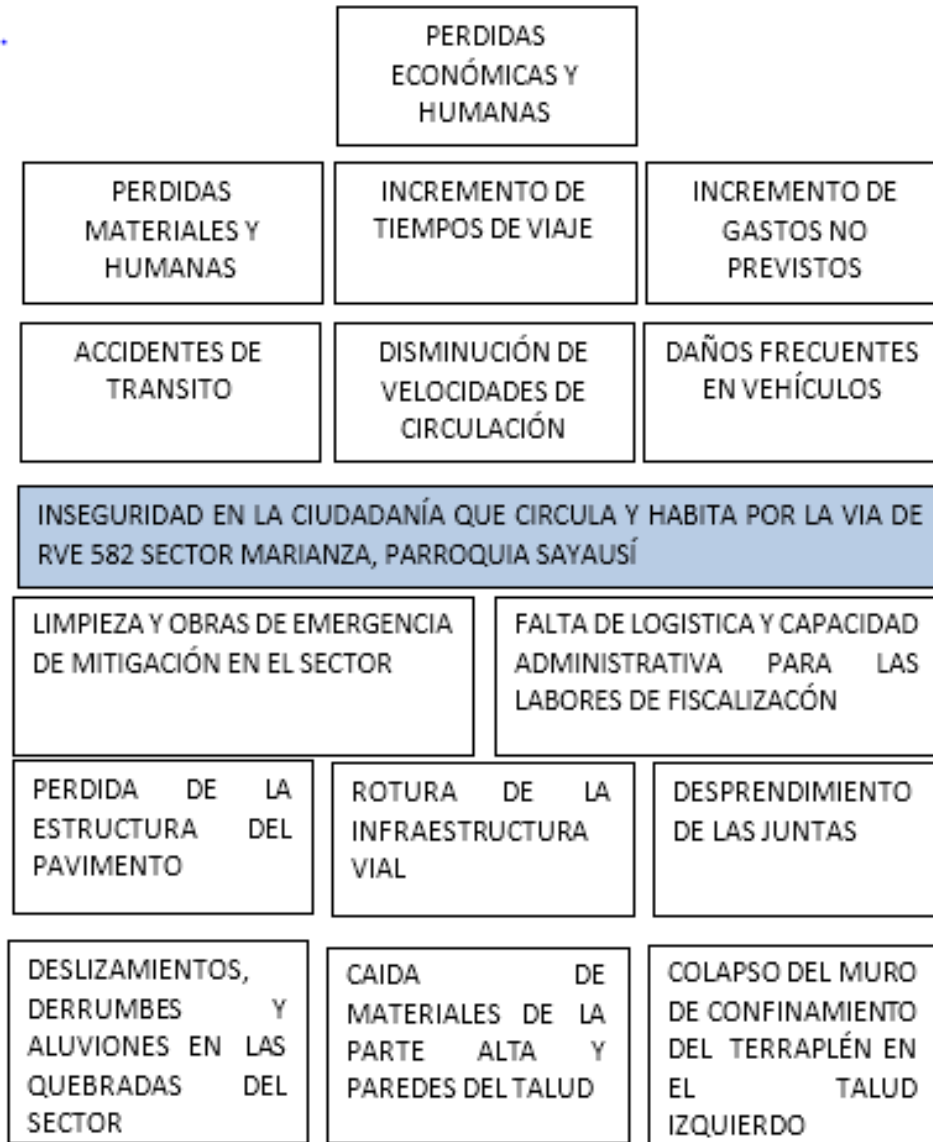 PERDIDAS
ECONÓMICAS Y
HUMANAS
PERDIDAS
MATERIALES Y
HUMANAS
INCREMENTO DE
TIEMPOS DE VIAJE
INCREMENTO DE
GASTOS NO
PREVISTOS
ACCIDENTES DE
TRANSITO
DISMINUCIÓN DE
VELOCIDADES DE
CIRCULACIÓN
DAÑOS FRECUENTES
EN VEHÍCULOS
INSEGURIDAD EN LA CIUDADANÍA QUE CIRCULA Y HABITA POR LA VIA DE
RVE 582 SECTOR MARIANZA, PARROQUIA SAYAUSÍ
LIMPIEZA Y OBRAS DE EMERGENCIA
DE MITIGACIÓN EN EL SECTOR
FALTA DE LOGISTICA Y CAPACIDAD
ADMINISTRATIVA PARA LAS
LABORES DE FISCALIZACÓN
PERDIDA DE LA
ESTRUCTURA DEL
PAVIMENTO
ROTURA DE LA
INFRAESTRUCTURA
VIAL
DESPRENDIMIENTO
DE LAS JUNTAS
DESLIZAMIENTOS,
DERRUMBES Y
ALUVIONES EN LAS
QUEBRADAS DEL
SECTOR
CAIDA DE
MATERIALES DE LA
PARTE ALTA Y
PAREDES DEL TALUD
COLAPSO DEL MURO
DE CONFINAMIENTO
DEL TERRAPLÉN EN
EL TALUD
IZQUIERDO